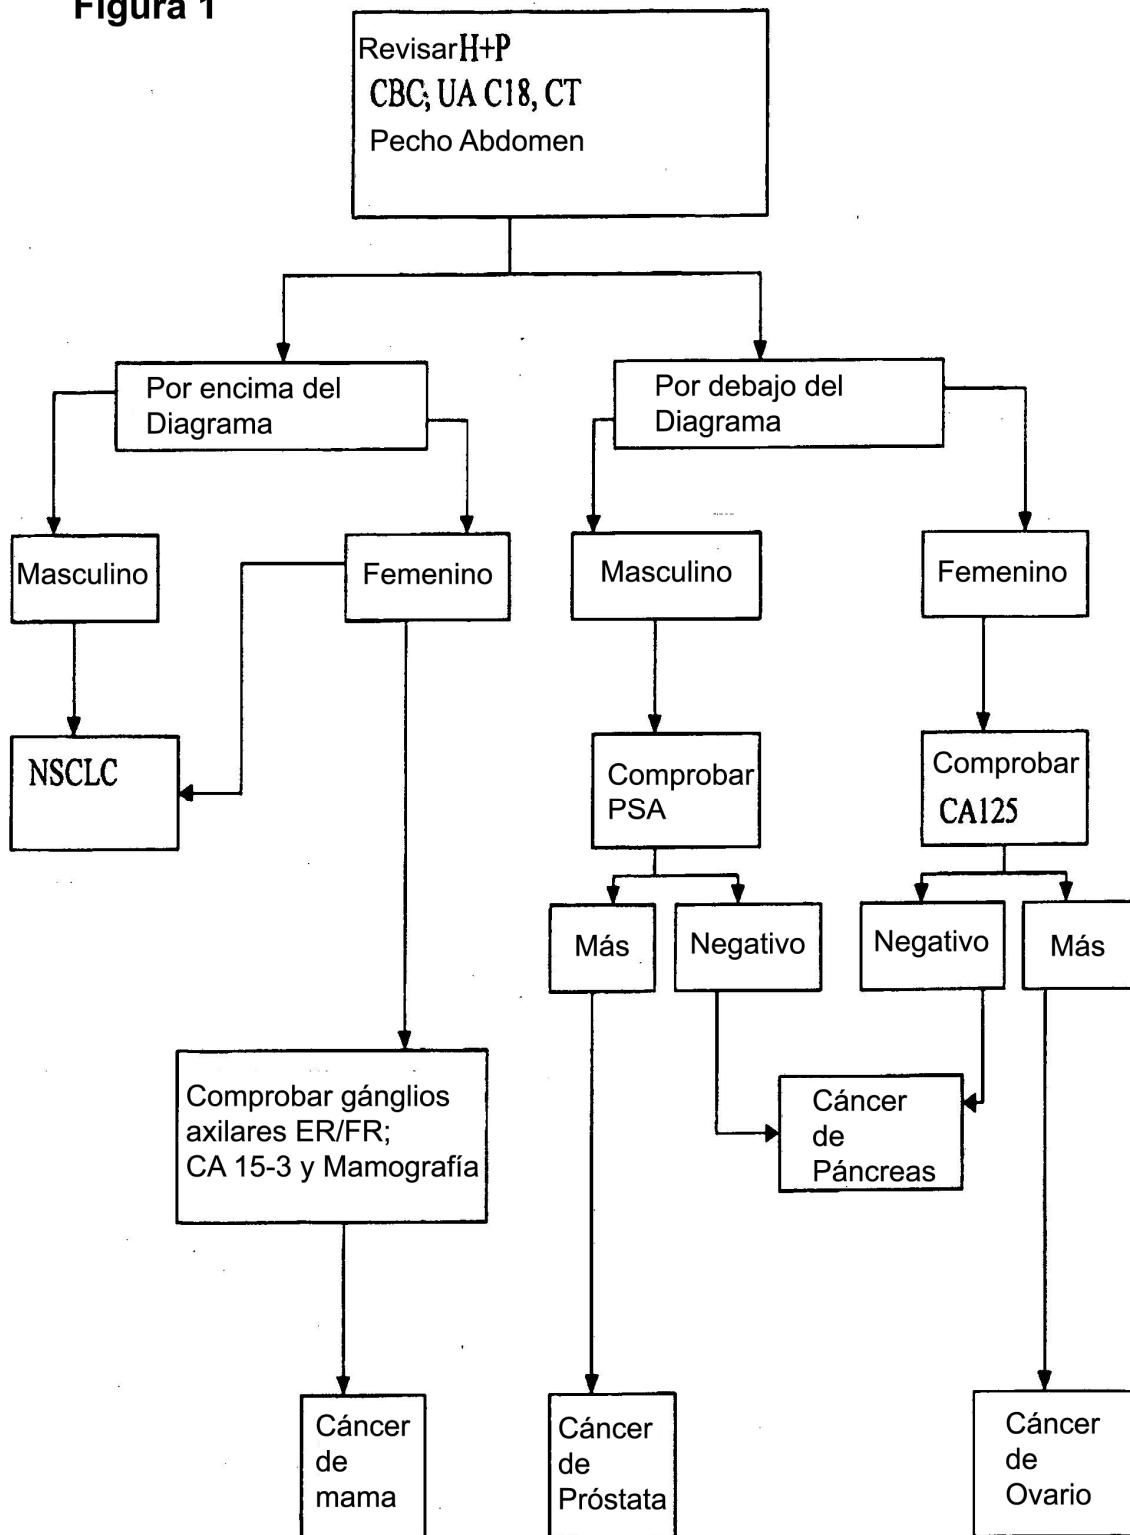 Figura 1
Revisar H+P
CBC; UA C18, CT
Pecho Abdomen
Por encima del
Diagrama
Por debajo del
Diagrama
Masculino
Femenino
Masculino
Femenino
NSCLC
Comprobar
PSA
Comprobar
CA125
Más
Negativo
Negativo
Más
Comprobar gánglios
axilares ER/FR;
CA 15-3 y Mamografía
Cáncer
de
Páncreas
Cáncer
de
mama
Cáncer
de
Próstata
Cáncer
de
Ovario